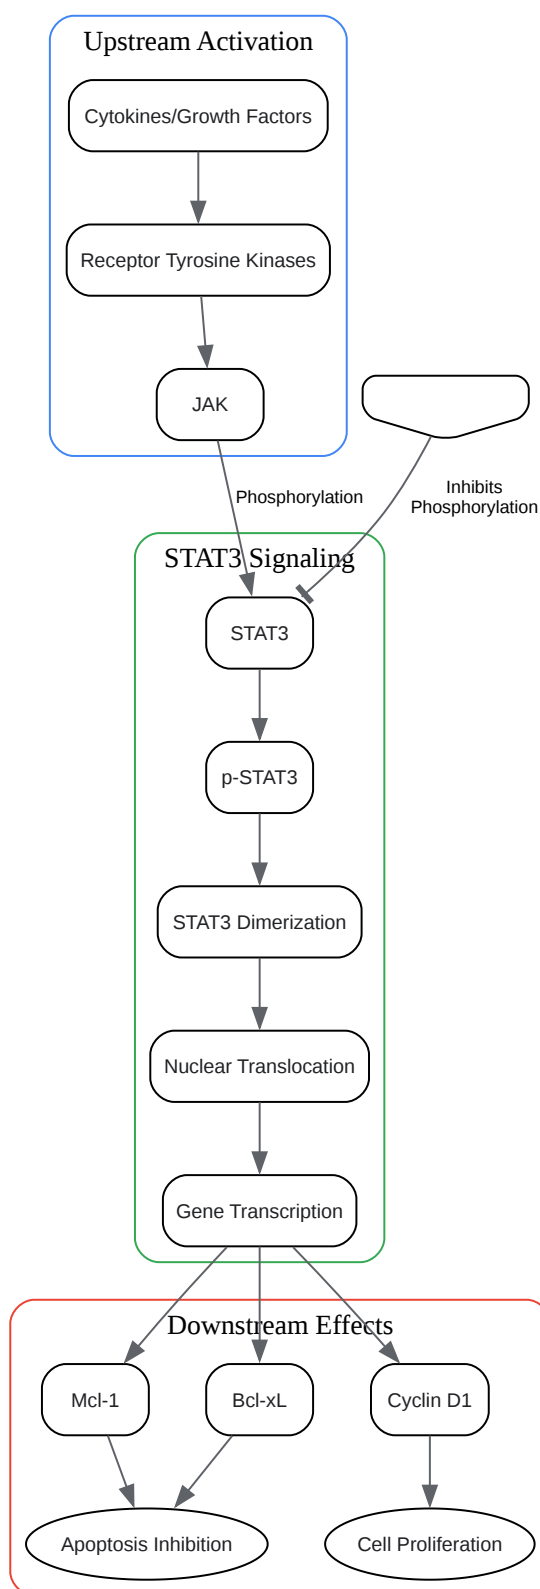 Upstream Activation
Cytokines/Growth Factors
Receptor Tyrosine Kinases
JAK
Phosphorylation
Inhibits
Phosphorylation
STAT3 Signaling
STAT3
p-STAT3
STAT3 Dimerization
Nuclear Translocation
Gene Transcription
Downstream Effects
Mcl-1
Bcl-xL
Cyclin D1
Apoptosis Inhibition
Cell Proliferation